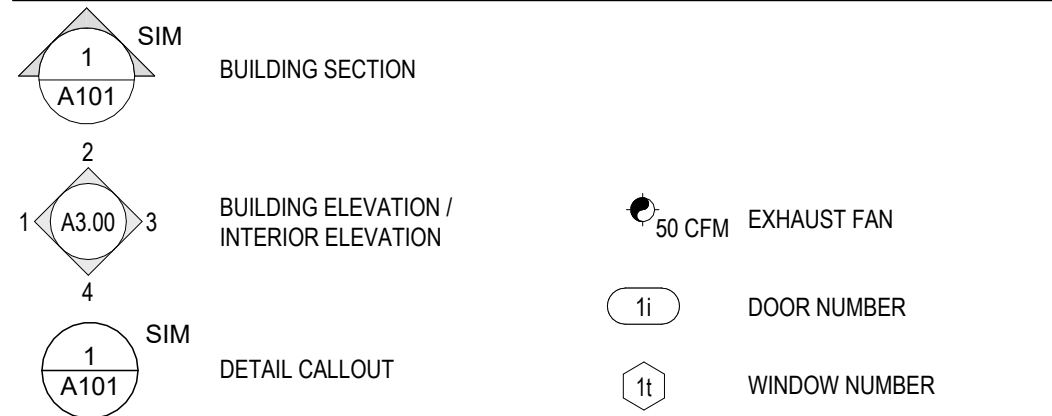 SIM
1
A101
BUILDING SECTION
2
1 A3.00 3
4
BUILDING ELEVATION /
INTERIOR ELEVATION
SIM
1
A101
DETAIL CALLOUT
50 CFM
EXHAUST FAN
1i
DOOR NUMBER
1t
WINDOW NUMBER